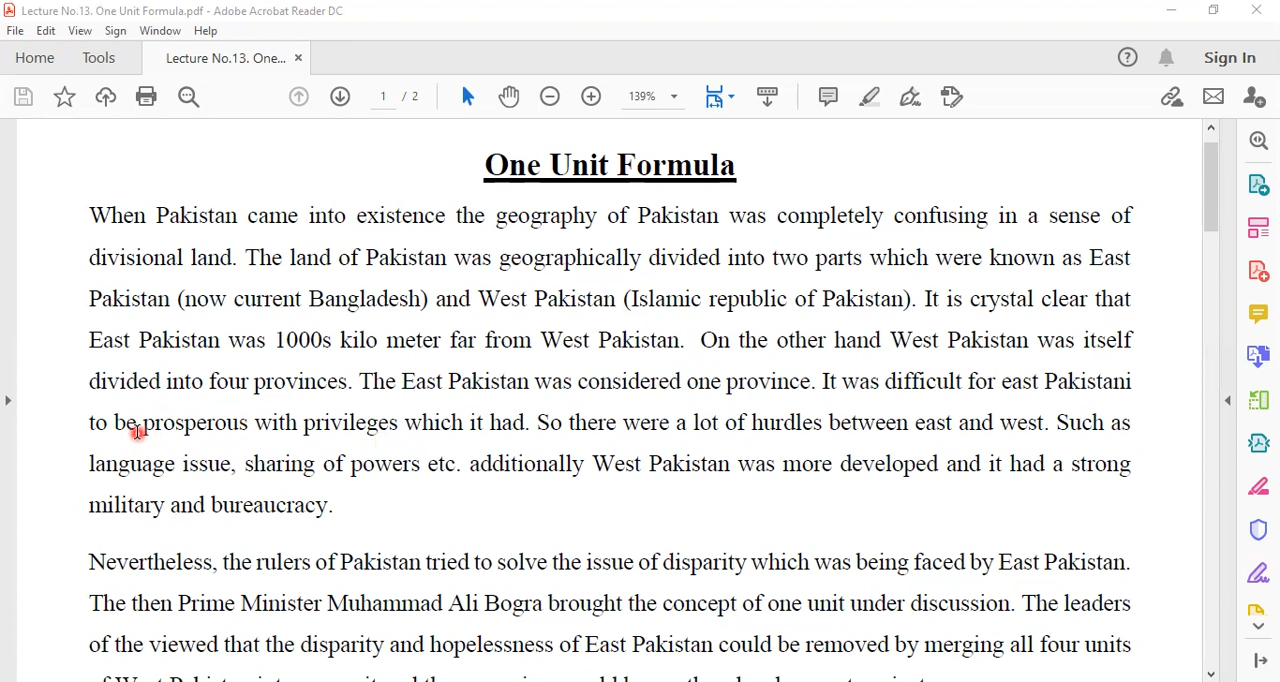 Lecture No.13. One Unit Formula.pdf - Adobe Acrobat Reader DC
File Edit View Sign Window Help
Home Tools Lecture No.13. One... × Sign In
1 / 2 139%
One Unit Formula
When Pakistan came into existence the geography of Pakistan was completely confusing in a sense of
divisional land. The land of Pakistan was geographically divided into two parts which were known as East
Pakistan (now current Bangladesh) and West Pakistan (Islamic republic of Pakistan). It is crystal clear that
East Pakistan was 1000s kilo meter far from West Pakistan. On the other hand West Pakistan was itself
divided into four provinces. The East Pakistan was considered one province. It was difficult for east Pakistani
to be prosperous with privileges which it had. So there were a lot of hurdles between east and west. Such as
language issue, sharing of powers etc. additionally West Pakistan was more developed and it had a strong
military and bureaucracy.
Nevertheless, the rulers of Pakistan tried to solve the issue of disparity which was being faced by East Pakistan.
The then Prime Minister Muhammad Ali Bogra brought the concept of one unit under discussion. The leaders
of the viewed that the disparity and hopelessness of East Pakistan could be removed by merging all four units